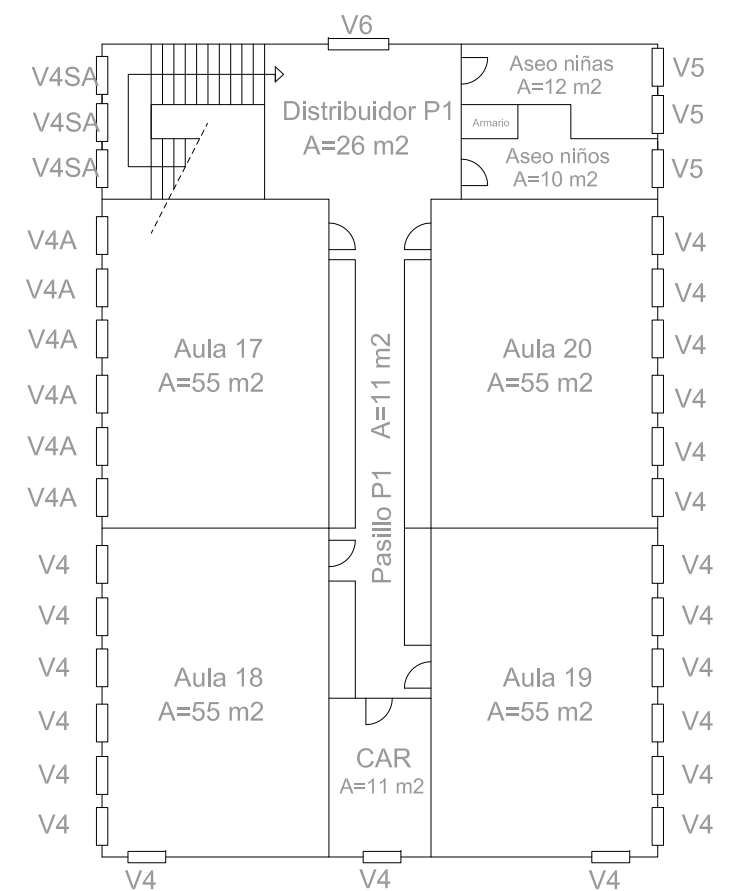 V6
V4SA
V4SA
V4SA
Distribuidor P1
A=26 m2
Aseo niñas
A=12 m2
Armario
Aseo niños
A=10 m2
V5
V5
V5
V4A
V4A
V4A
V4A
V4A
V4A
Aula 17
A=55 m2
Pasillo P1 A=11 m2
Aula 20
A=55 m2
V4
V4
V4
V4
V4
V4
V4
V4
V4
V4
V4
V4
Aula 18
A=55 m2
CAR
A=11 m2
Aula 19
A=55 m2
V4
V4
V4
V4
V4
V4
V4
V4
V4